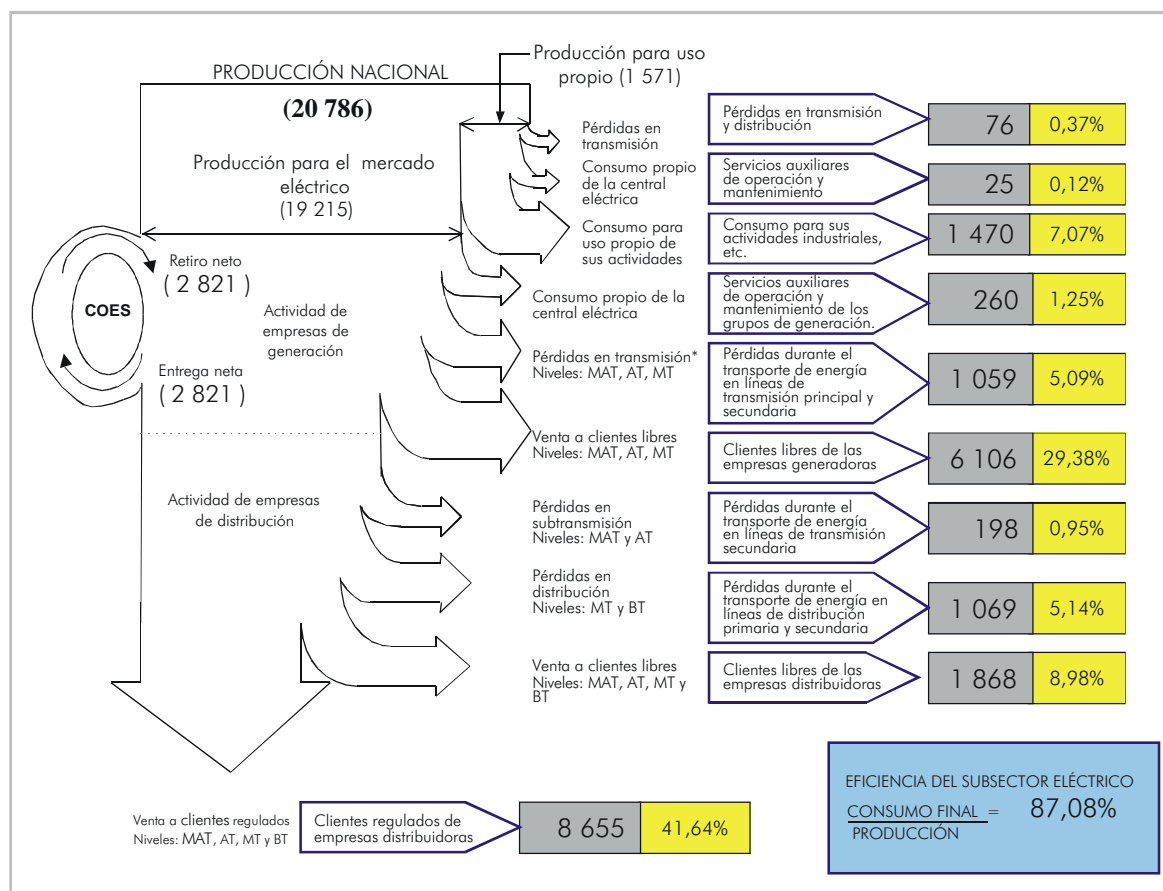 Producción para uso
propio (1 571)
PRODUCCIÓN NACIONAL
(20 786)
Producción para el mercado
eléctrico
(19 215)
Pérdidas en
transmisión
Pérdidas en transmisión
y distribución
76
0,37%
Consumo propio
de la central
eléctrica
Servicios auxiliares
de operación y
mantenimiento
25
0,12%
Consumo para
uso propio de
sus actividades
Consumo para sus
actividades industriales,
etc.
1 470
7,07%
Retiro neto
( 2 821 )
COES
Entrega neta
( 2 821 )
Actividad de
empresas de
generación
Consumo propio de la
central eléctrica
Servicios auxiliares
de operación y
mantenimiento de los
grupos de generación.
260
1,25%
Pérdidas en transmisión*
Niveles: MAT, AT, MT
Pérdidas durante el
transporte de energía
en líneas de
transmisión principal y
secundaria
1 059
5,09%
Venta a clientes libres
Niveles: MAT, AT, MT
Clientes libres de las
empresas generadoras
6 106
29,38%
Actividad de empresas
de distribución
Pérdidas en
subtransmisión
Niveles: MAT y AT
Pérdidas durante el
transporte de energía
en líneas de transmisión
secundaria
198
0,95%
Pérdidas en
distribución
Niveles: MT y BT
Pérdidas durante el
transporte de energía en
líneas de distribución
primaria y secundaria
1 069
5,14%
Venta a clientes libres
Niveles: MAT, AT, MT y
BT
Clientes libres de las
empresas distribuidoras
1 868
8,98%
Venta a clientes regulados
Niveles: MAT, AT, MT y BT
Clientes regulados de
empresas distribuidoras
8 655
41,64%
EFICIENCIA DEL SUBSECTOR ELÉCTRICO
CONSUMO FINAL = 87,08%
PRODUCCIÓN